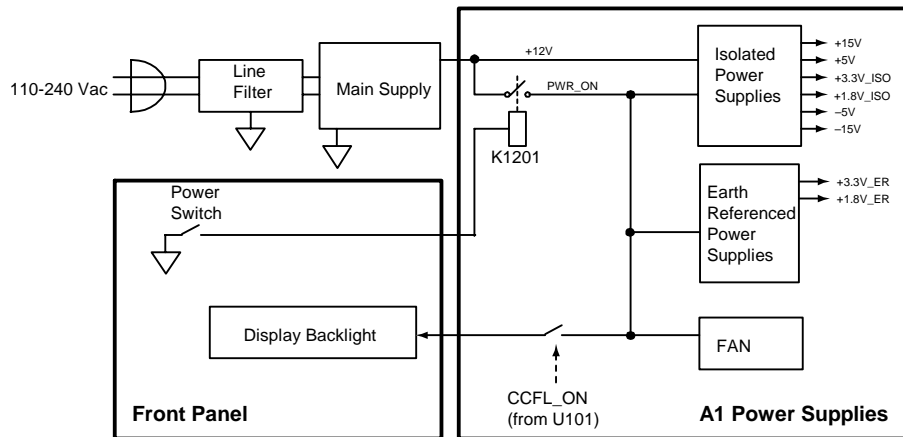 110-240 Vac
Line
Filter
Main Supply
+12V
PWR_ON
K1201
Isolated
Power
Supplies
+15V
+5V
+3.3V_ISO
+1.8V_ISO
–5V
–15V
Power
Switch
Earth
Referenced
Power
Supplies
+3.3V_ER
+1.8V_ER
Display Backlight
FAN
CCFL_ON
(from U101)
Front Panel
A1 Power Supplies